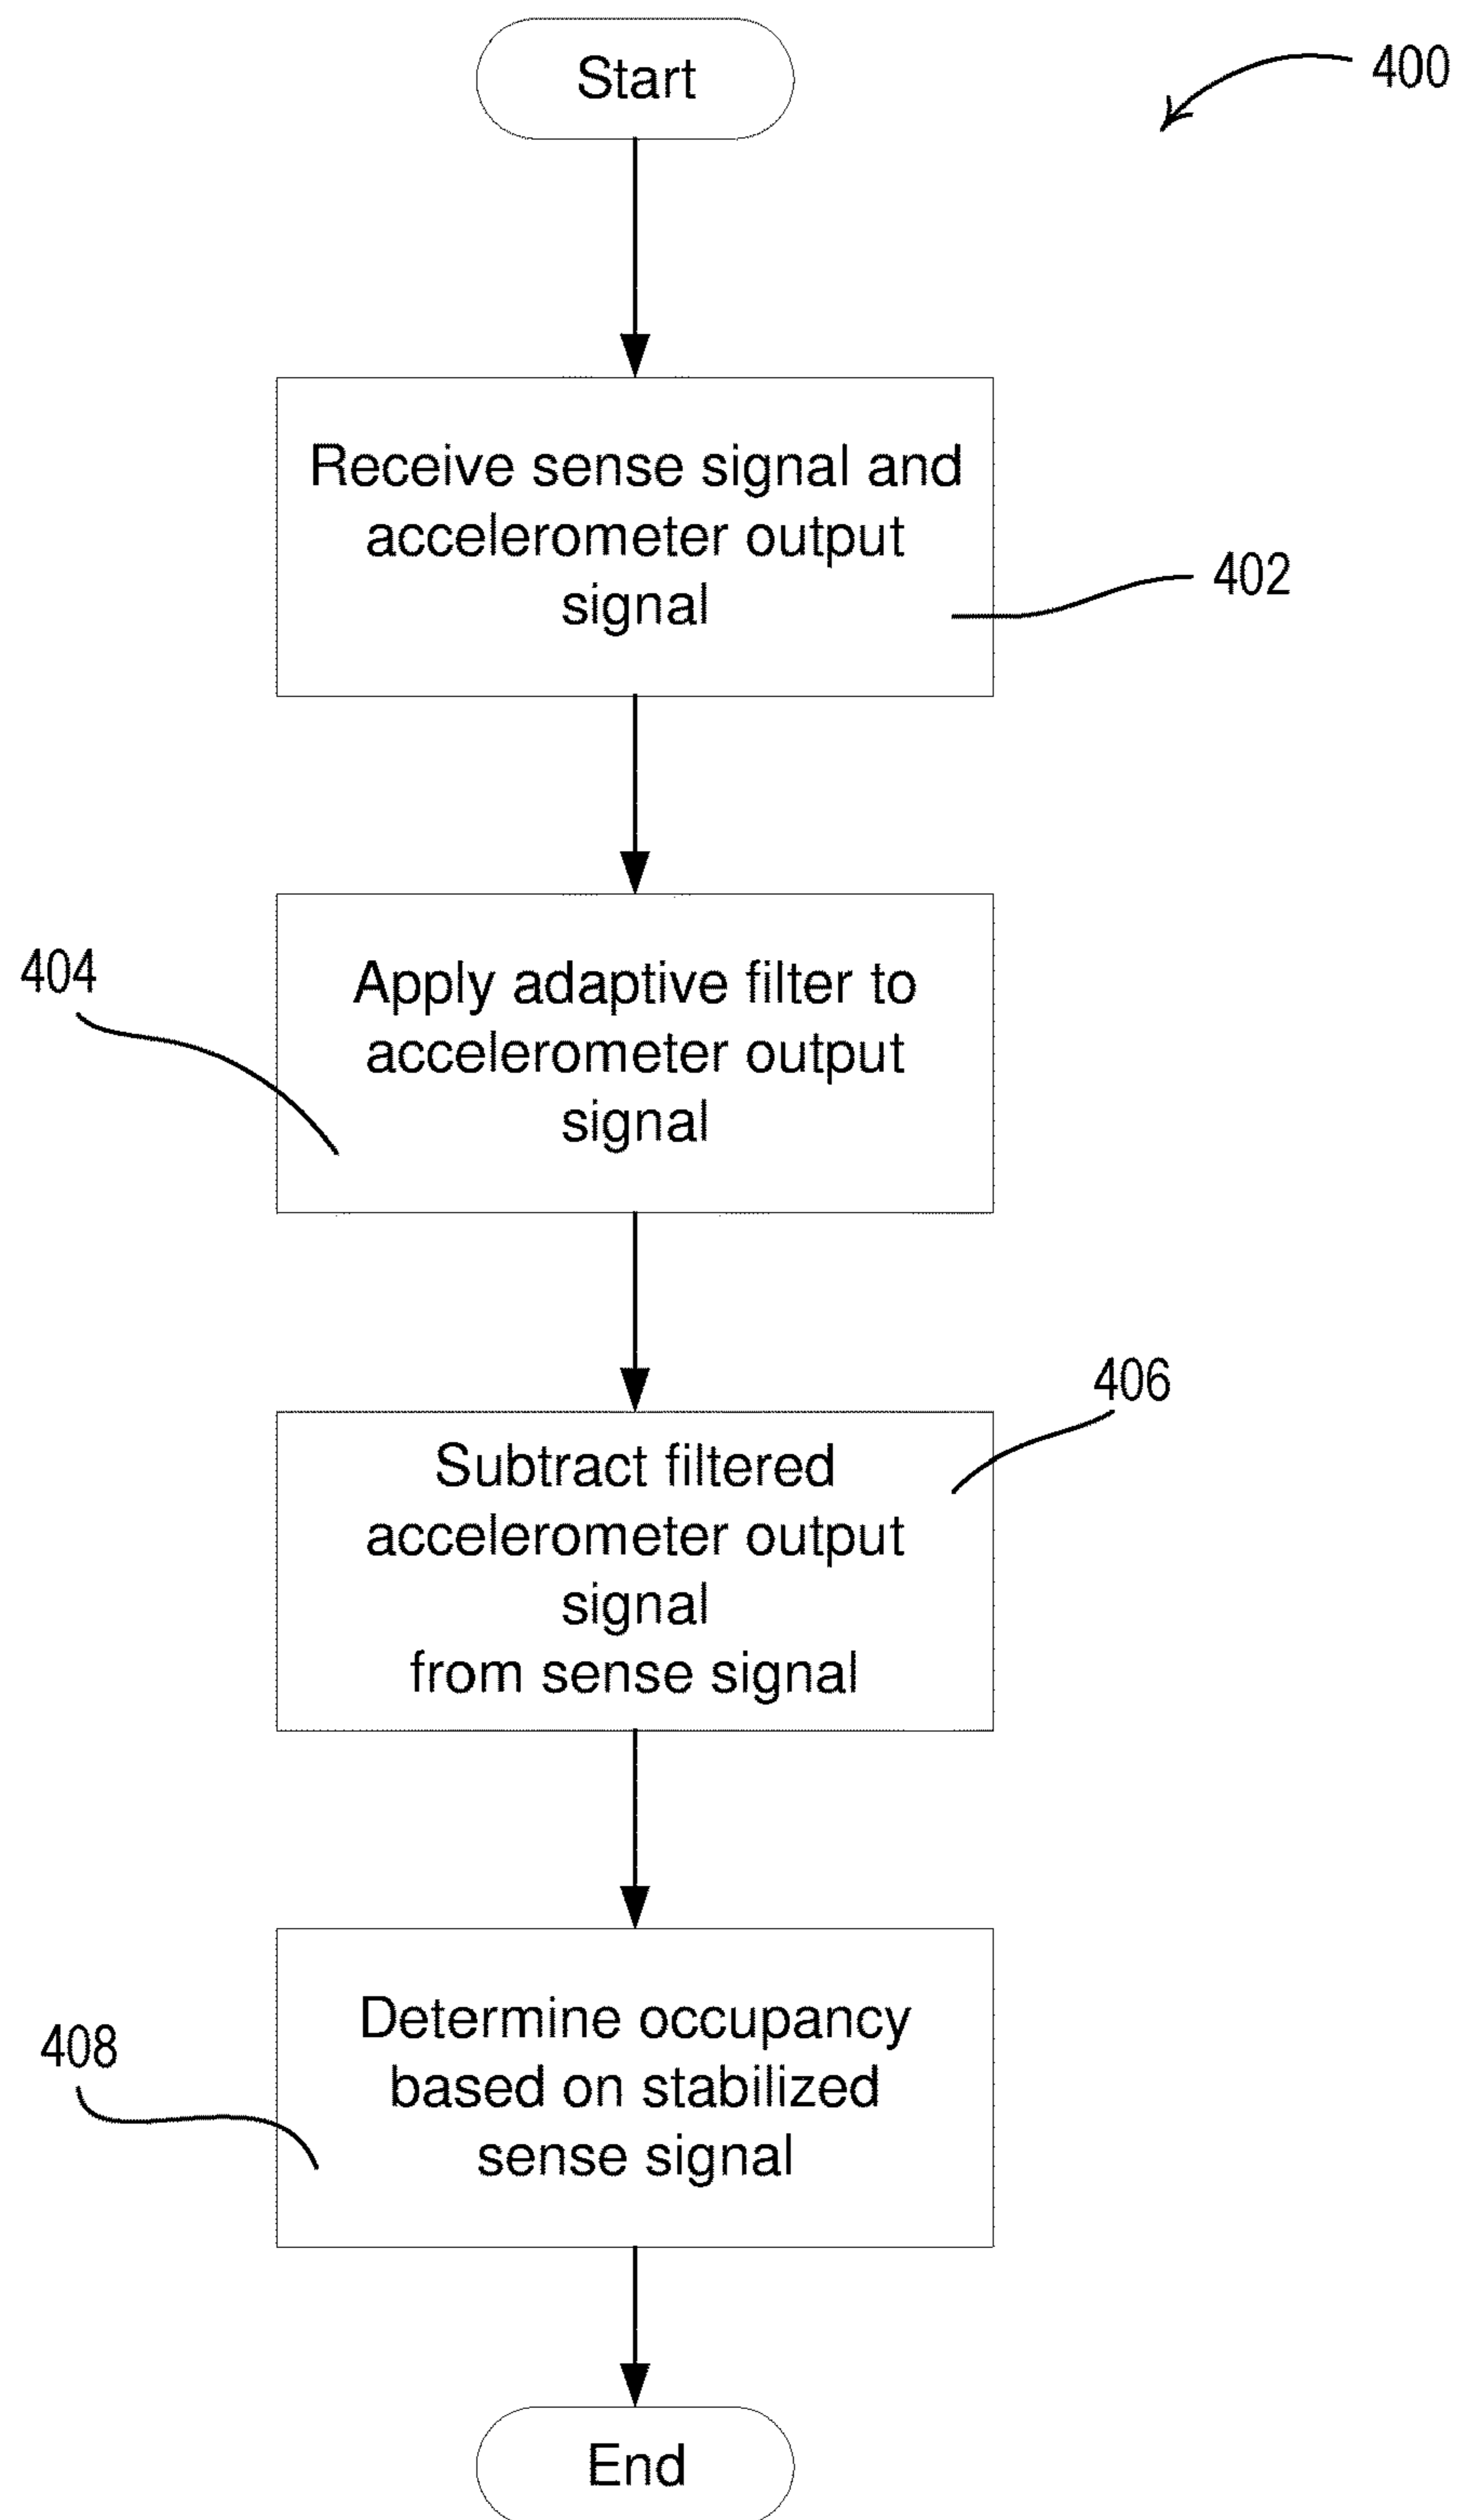 Start
400
Receive sense signal and
accelerometer output
signal
402
404
Apply adaptive filter to
accelerometer output
signal
406
Subtract filtered
accelerometer output
signal
from sense signal
408
Determine occupancy
based on stabilized
sense signal
End